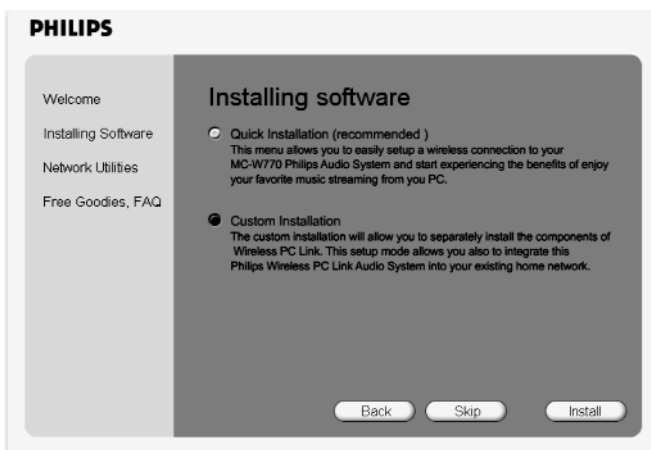 PHILIPS
Welcome
Installing Software
Network Utilities
Free Goodies, FAQ
Installing software
Quick Installation (recommended )
This menu allows you to easily setup a wireless connection to your
MC-W770 Philips Audio System and start experiencing the benefits of enjoy
your favorite music streaming from you PC.
Custom Installation
The custom installation will allow you to separately install the components of
Wireless PC Link. This setup mode allows you also to integrate this
Philips Wireless PC Link Audio System into your existing home network.
Back
Skip
Install